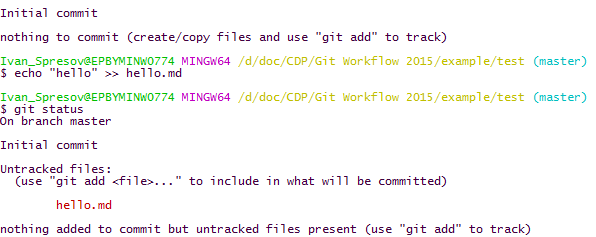 Initial commit
nothing to commit (create/copy files and use "git add" to track)
Ivan_Spresov@EPBYMINW0774 MINGW64 /d/doc/CDP/Git Workflow 2015/example/test (master)
$ echo "hello" >> hello.md
Ivan_Spresov@EPBYMINW0774 MINGW64 /d/doc/CDP/Git Workflow 2015/example/test (master)
$ git status
On branch master
Initial commit
Untracked files:
(use "git add <file>..." to include in what will be committed)
hello.md
nothing added to commit but untracked files present (use "git add" to track)